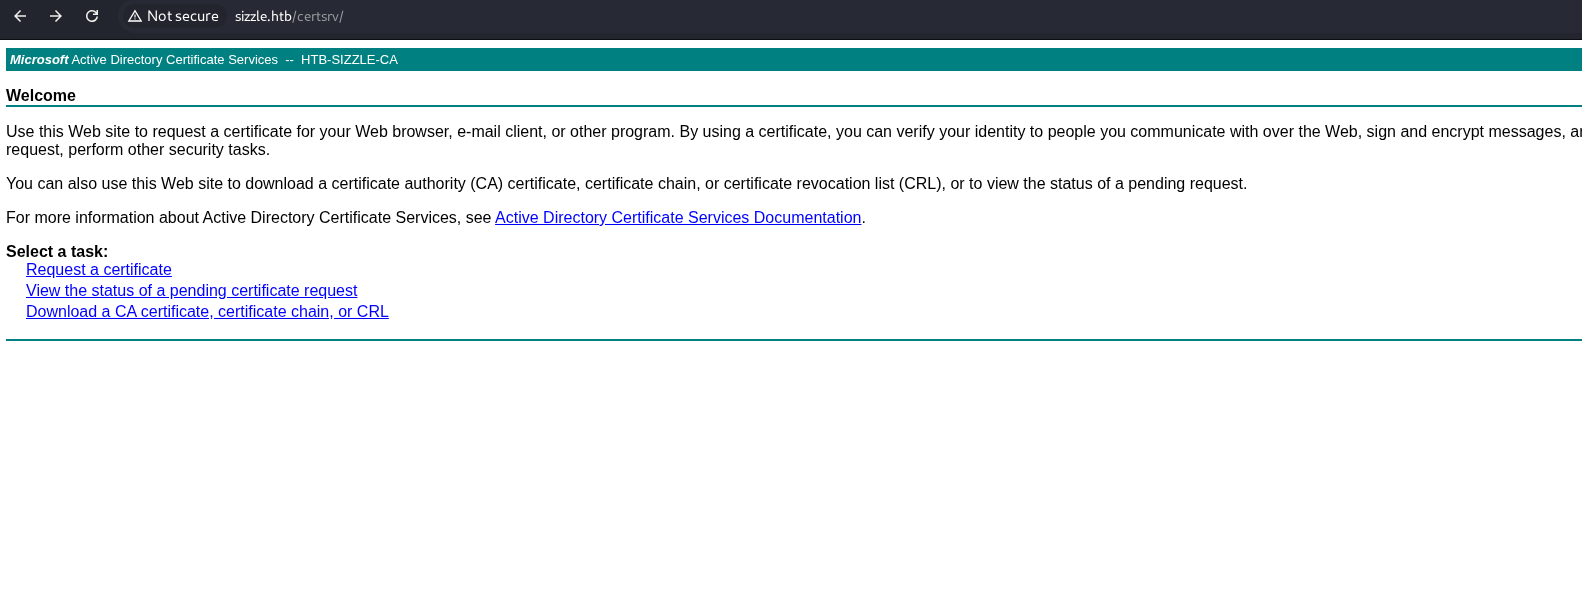 Not secure sizzle.htb/certsrv/
Microsoft Active Directory Certificate Services -- HTB-SIZZLE-CA
Welcome
Use this Web site to request a certificate for your Web browser, e-mail client, or other program. By using a certificate, you can verify your identity to people you communicate with over the Web, sign and encrypt messages,
request, perform other security tasks.
You can also use this Web site to download a certificate authority (CA) certificate, certificate chain, or certificate revocation list (CRL), or to view the status of a pending request.
For more information about Active Directory Certificate Services, see Active Directory Certificate Services Documentation.
Select a task:
Request a certificate
View the status of a pending certificate request
Download a CA certificate, certificate chain, or CRL